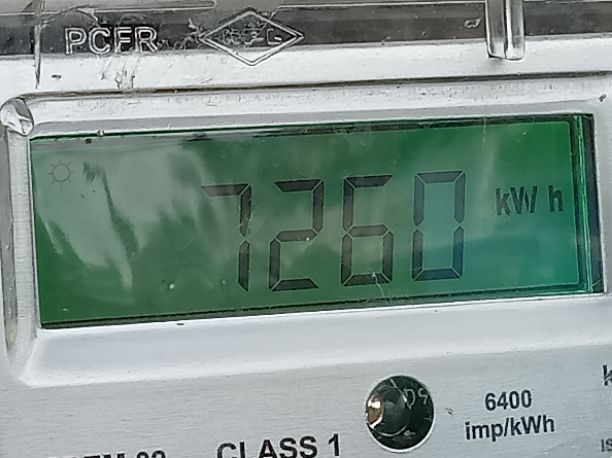 PCFR
7260 kW h
6400
imp/kWh
CLASS 1